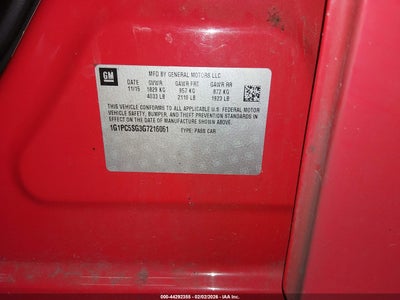 GM
MFD BY GENERAL MOTORS LLC
DATE GVWR GAWR FRT GAWR RR
11/15 1829 KG 957 KG 872 KG
4033 LB 2110 LB 1923 LB
THIS VEHICLE CONFORMS TO ALL APPLICABLE U.S. FEDERAL MOTOR
VEHICLE SAFETY, BUMPER, AND THEFT PREVENTION STANDARDS IN
EFFECT ON THE DATE OF MANUFACTURE SHOWN ABOVE.
1G1PC5SG3G7216061 TYPE: PASS CAR
000-44292355 - 02/02/2026 - IAA Inc.